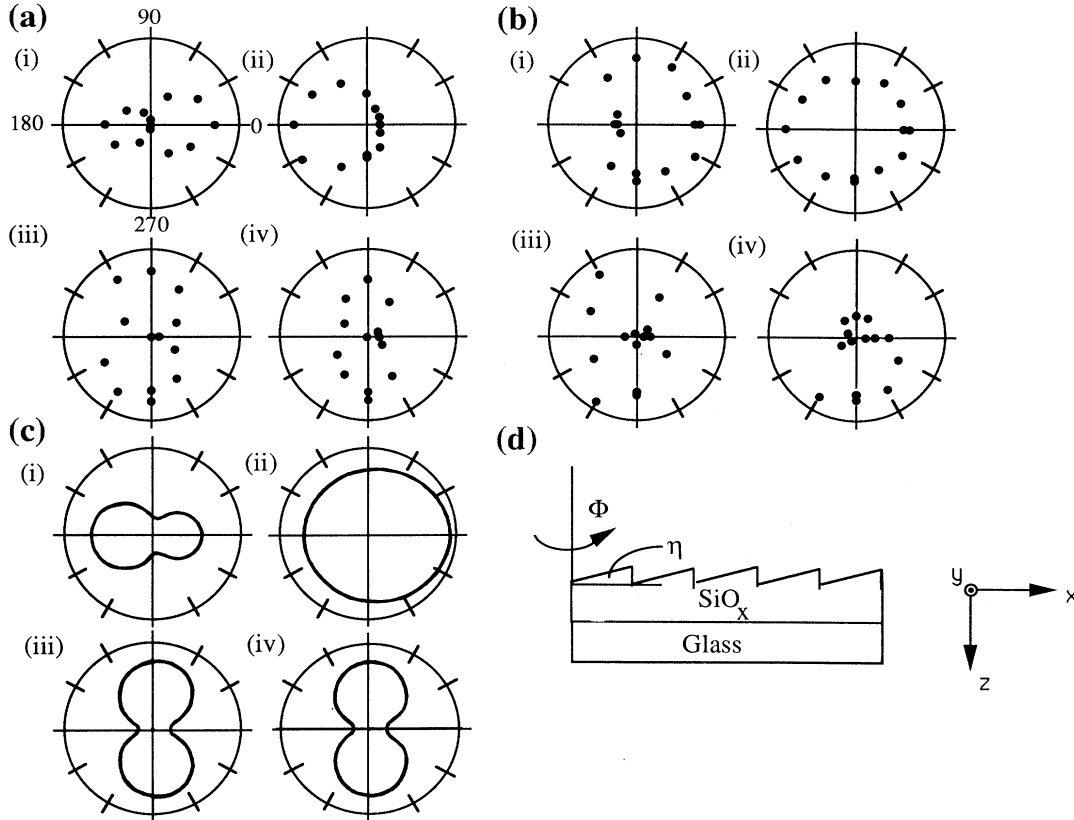 (a)
90
(i)
(ii)
180
0
270
(iii)
(iv)
(b)
(i)
(ii)
(iii)
(iv)
(c)
(i)
(ii)
(iii)
(iv)
(d)
Φ
η
SiOx
Glass
y
x
z